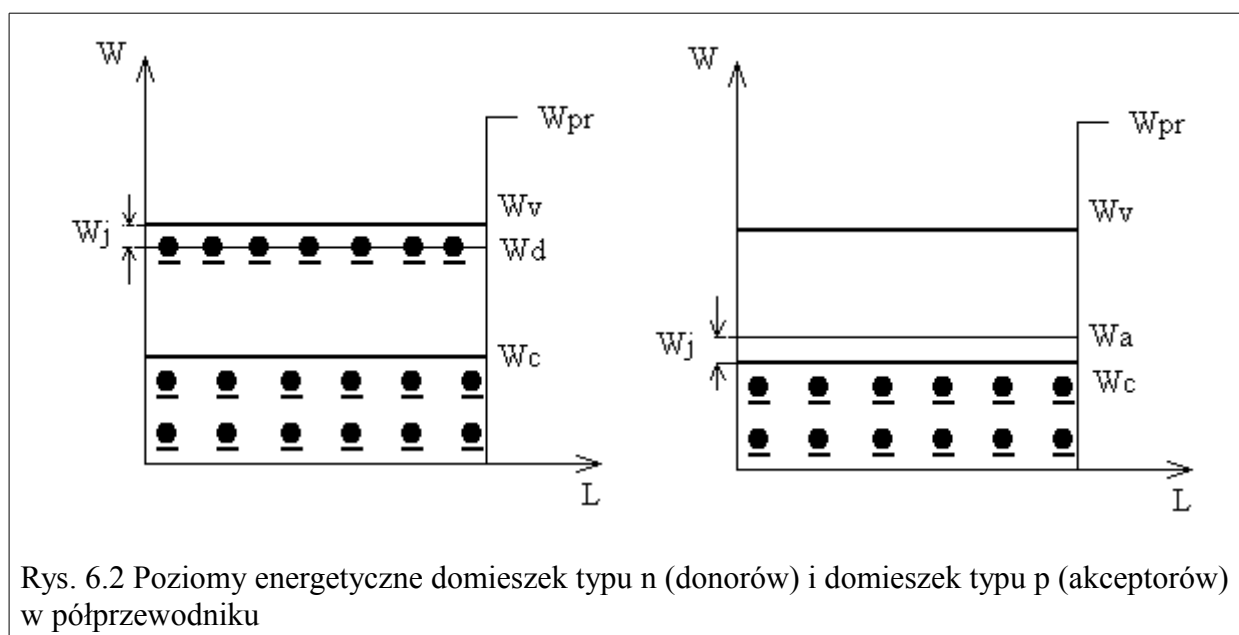 W
Wpr
Wv
Wj
Wd
Wc
L
W
Wpr
Wv
Wa
Wj
Wc
L
Rys. 6.2 Poziomy energetyczne domieszek typu n (donorów) i domieszek typu p (akceptorów)
w półprzewodniku